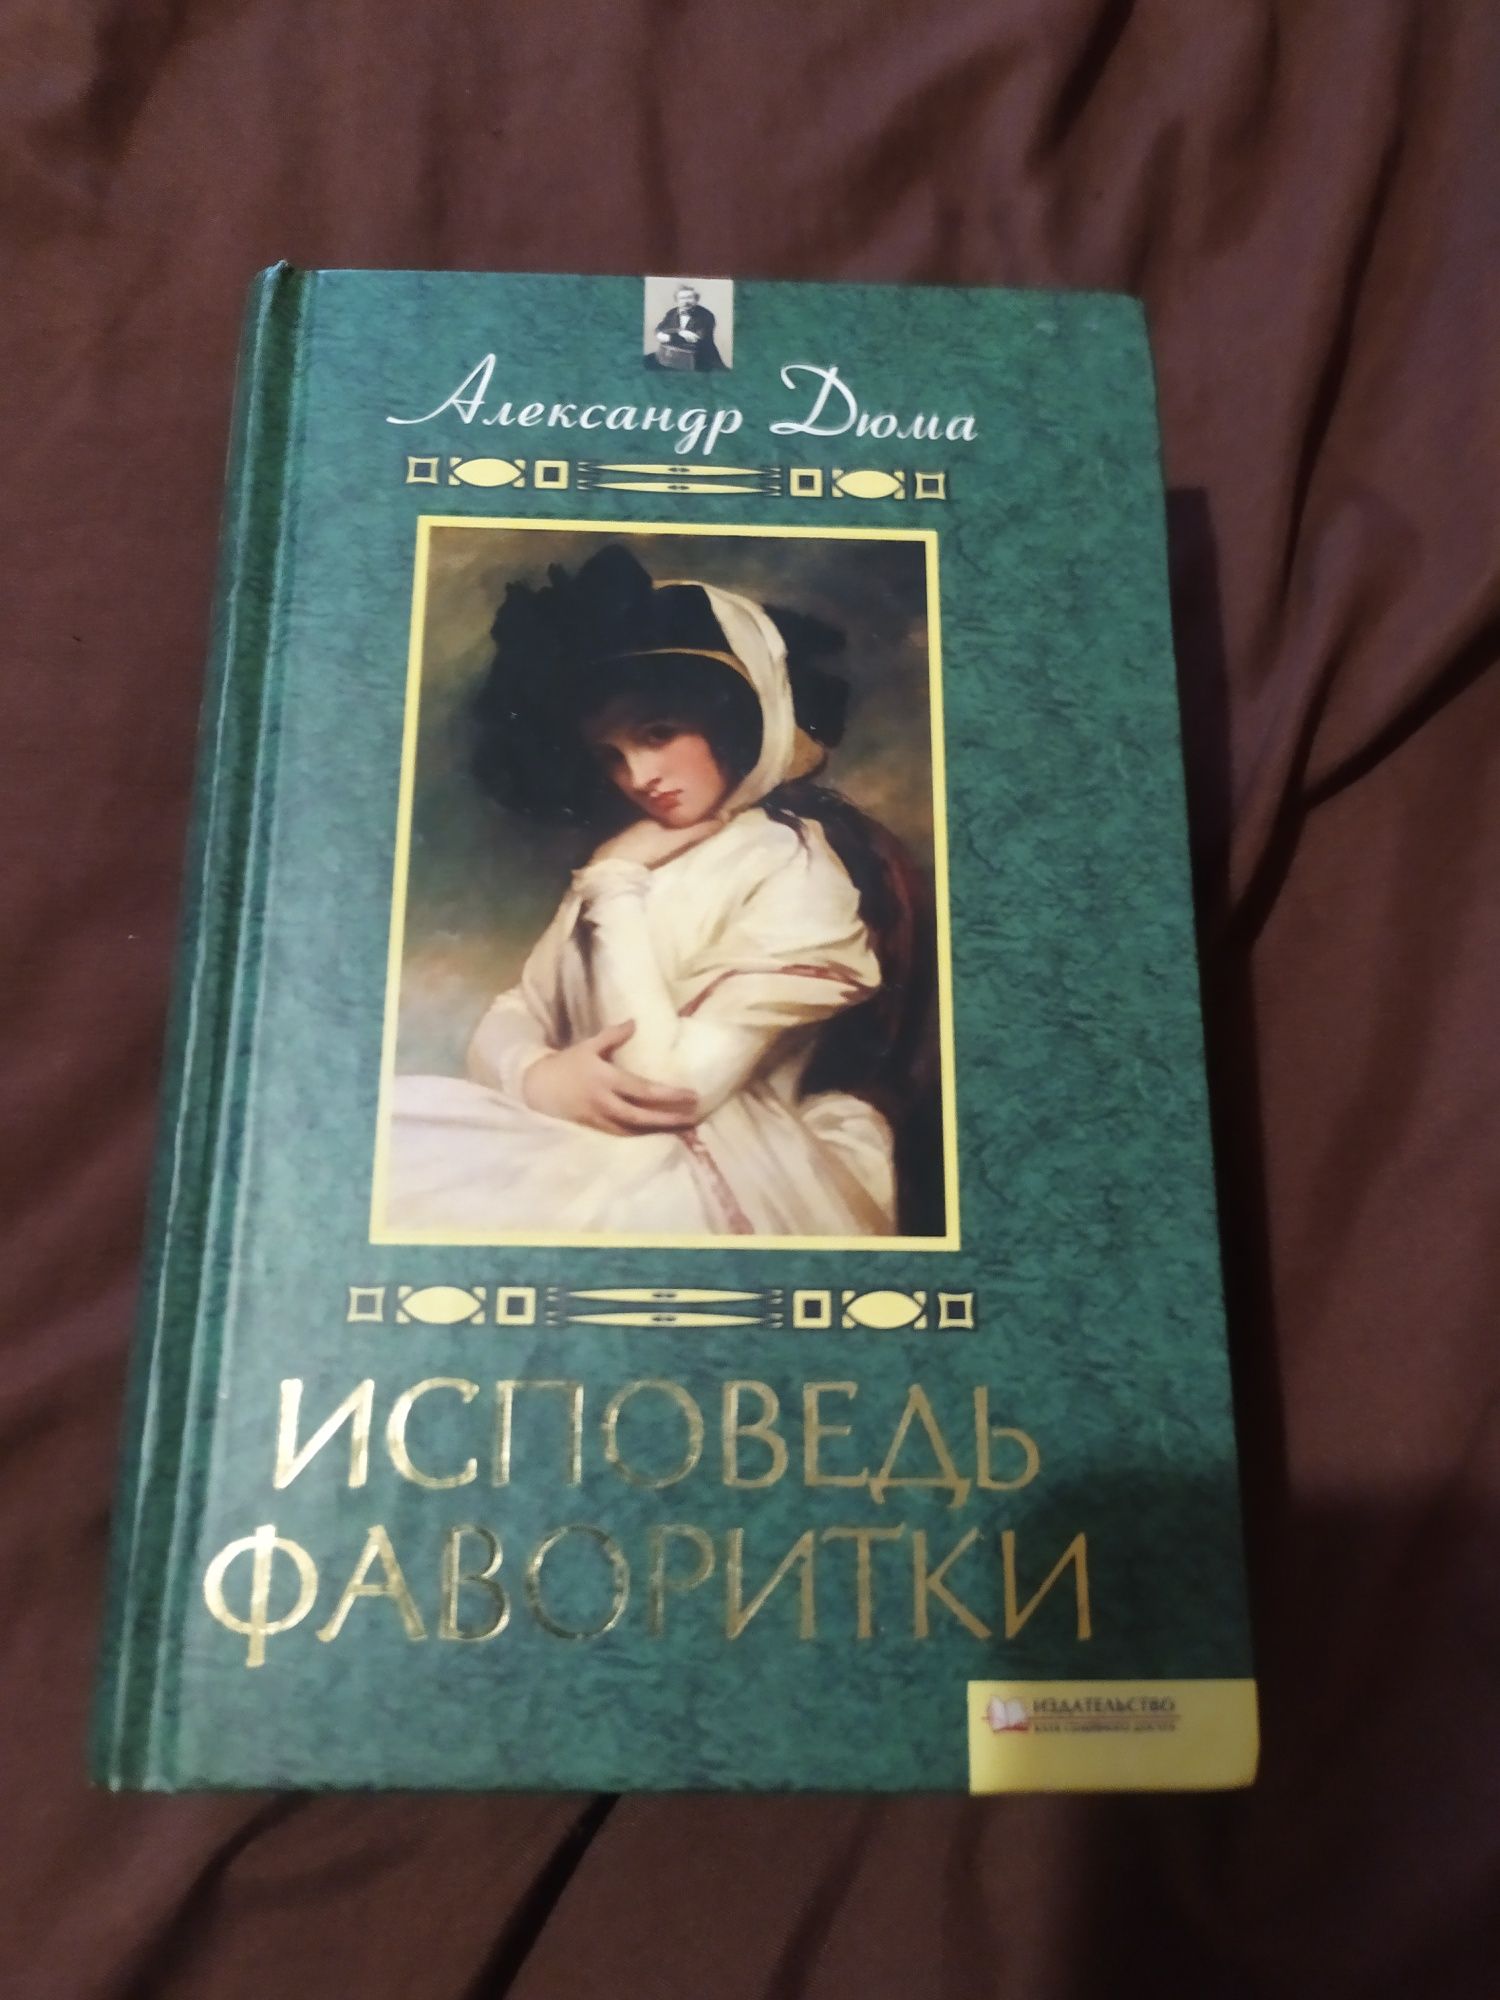 Александр Дюма
ИСПОВЕДЬ
ФАВОРИТКИ
ИЗДАТЕЛЬСТВО